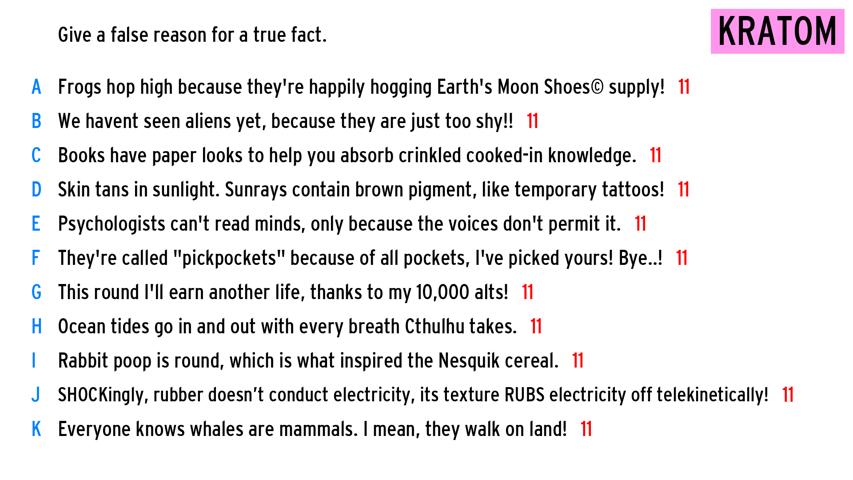 Give a false reason for a true fact.
KRATOM
A Frogs hop high because they're happily hogging Earth's Moon Shoes© supply! 11
B We havent seen aliens yet, because they are just too shy!! 11
C Books have paper looks to help you absorb crinkled cooked-in knowledge. 11
D Skin tans in sunlight. Sunrays contain brown pigment, like temporary tattoos! 11
E Psychologists can't read minds, only because the voices don't permit it. 11
F They're called "pickpockets" because of all pockets, I've picked yours! Bye..! 11
G This round I'll earn another life, thanks to my 10,000 alts! 11
H Ocean tides go in and out with every breath Cthulhu takes. 11
I Rabbit poop is round, which is what inspired the Nesquik cereal. 11
J SHOCKingly, rubber doesn’t conduct electricity, its texture RUBS electricity off telekinetically! 11
K Everyone knows whales are mammals. I mean, they walk on land! 11